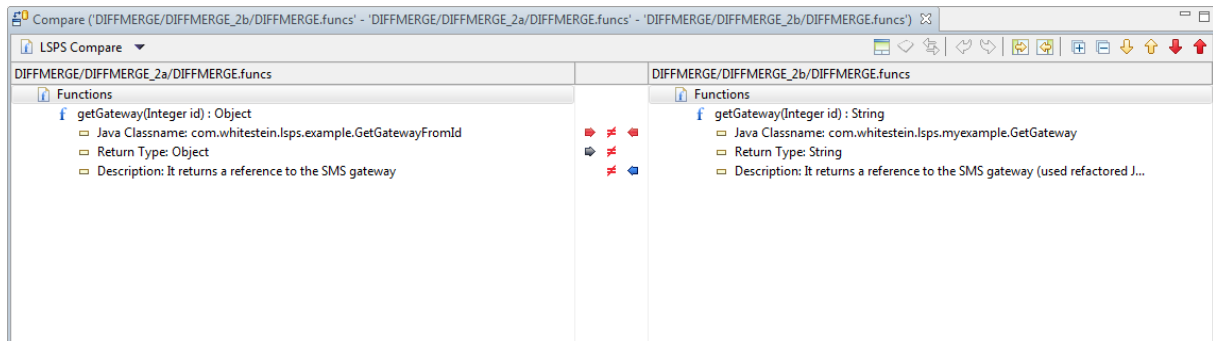 Compare ('DIFFMERGE/DIFFMERGE_2b/DIFFMERGE.funcs' - 'DIFFMERGE/DIFFMERGE_2a/DIFFMERGE.funcs' - 'DIFFMERGE/DIFFMERGE_2b/DIFFMERGE.funcs')
LSPS Compare
DIFFMERGE/DIFFMERGE_2a/DIFFMERGE.funcs
Functions
getGateway(Integer id) : Object
Java Classname: com.whitestein.lsps.example.GetGatewayFromId
Return Type: Object
Description: It returns a reference to the SMS gateway
DIFFMERGE/DIFFMERGE_2b/DIFFMERGE.funcs
Functions
getGateway(Integer id) : String
Java Classname: com.whitestein.lsps.myexample.GetGateway
Return Type: String
Description: It returns a reference to the SMS gateway (used refactored J...